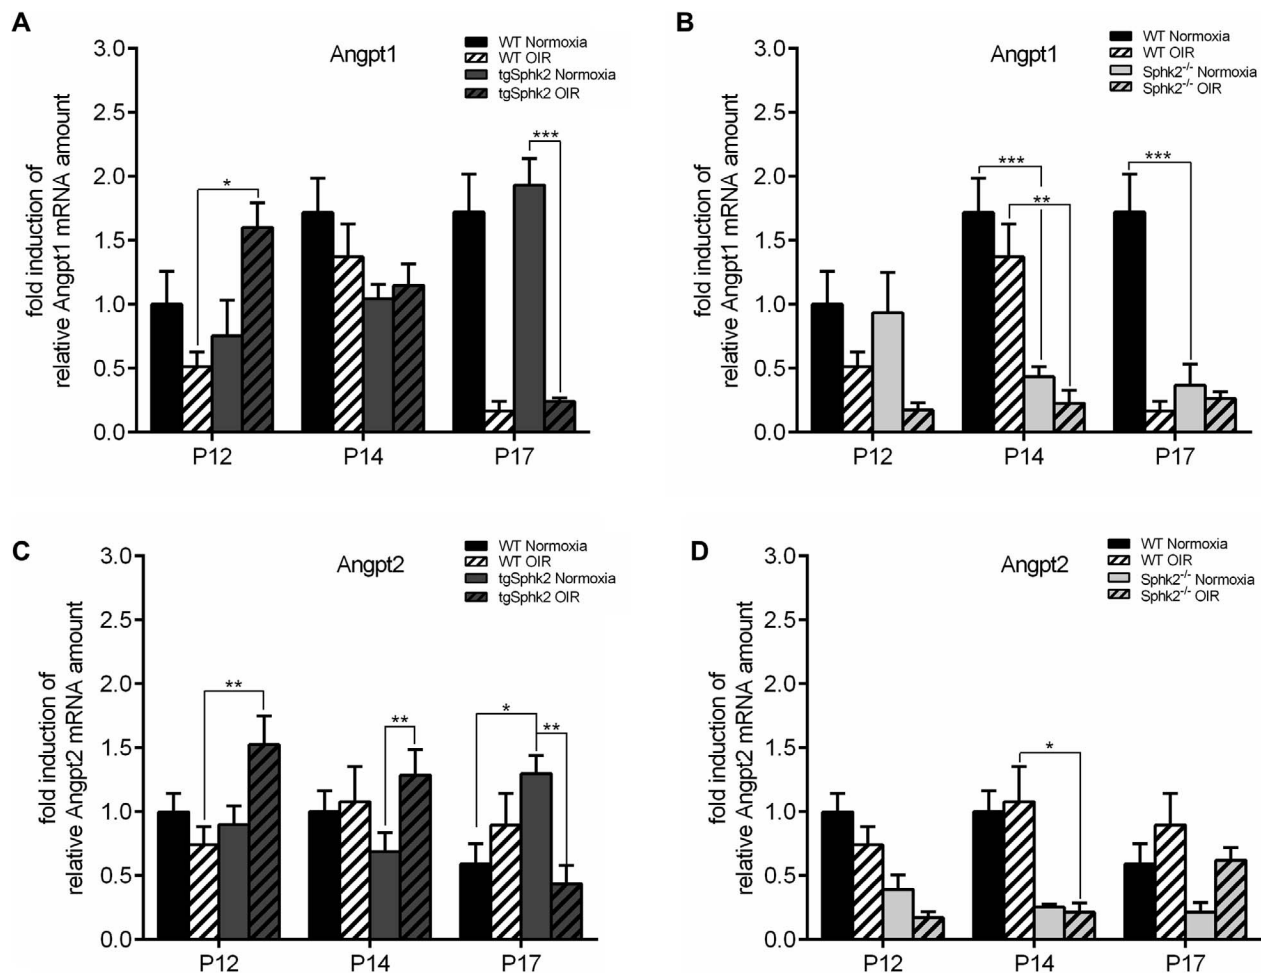 A
Angpt1
WT Normoxia
WT OIR
tgSphk2 Normoxia
tgSphk2 OIR
fold induction of
relative Angpt1 mRNA amount
3.0
2.5
2.0
1.5
1.0
0.5
0.0
*
***
P12 P14 P17
B
Angpt1
WT Normoxia
WT OIR
Sphk2-/- Normoxia
Sphk2-/- OIR
fold induction of
relative Angpt1 mRNA amount
3.0
2.5
2.0
1.5
1.0
0.5
0.0
***
**
***
P12 P14 P17
C
Angpt2
WT Normoxia
WT OIR
tgSphk2 Normoxia
tgSphk2 OIR
fold induction of
relative Angpt2 mRNA amount
3.0
2.5
2.0
1.5
1.0
0.5
0.0
**
**
*
**
P12 P14 P17
D
Angpt2
WT Normoxia
WT OIR
Sphk2-/- Normoxia
Sphk2-/- OIR
fold induction of
relative Angpt2 mRNA amount
3.0
2.5
2.0
1.5
1.0
0.5
0.0
*
P12 P14 P17